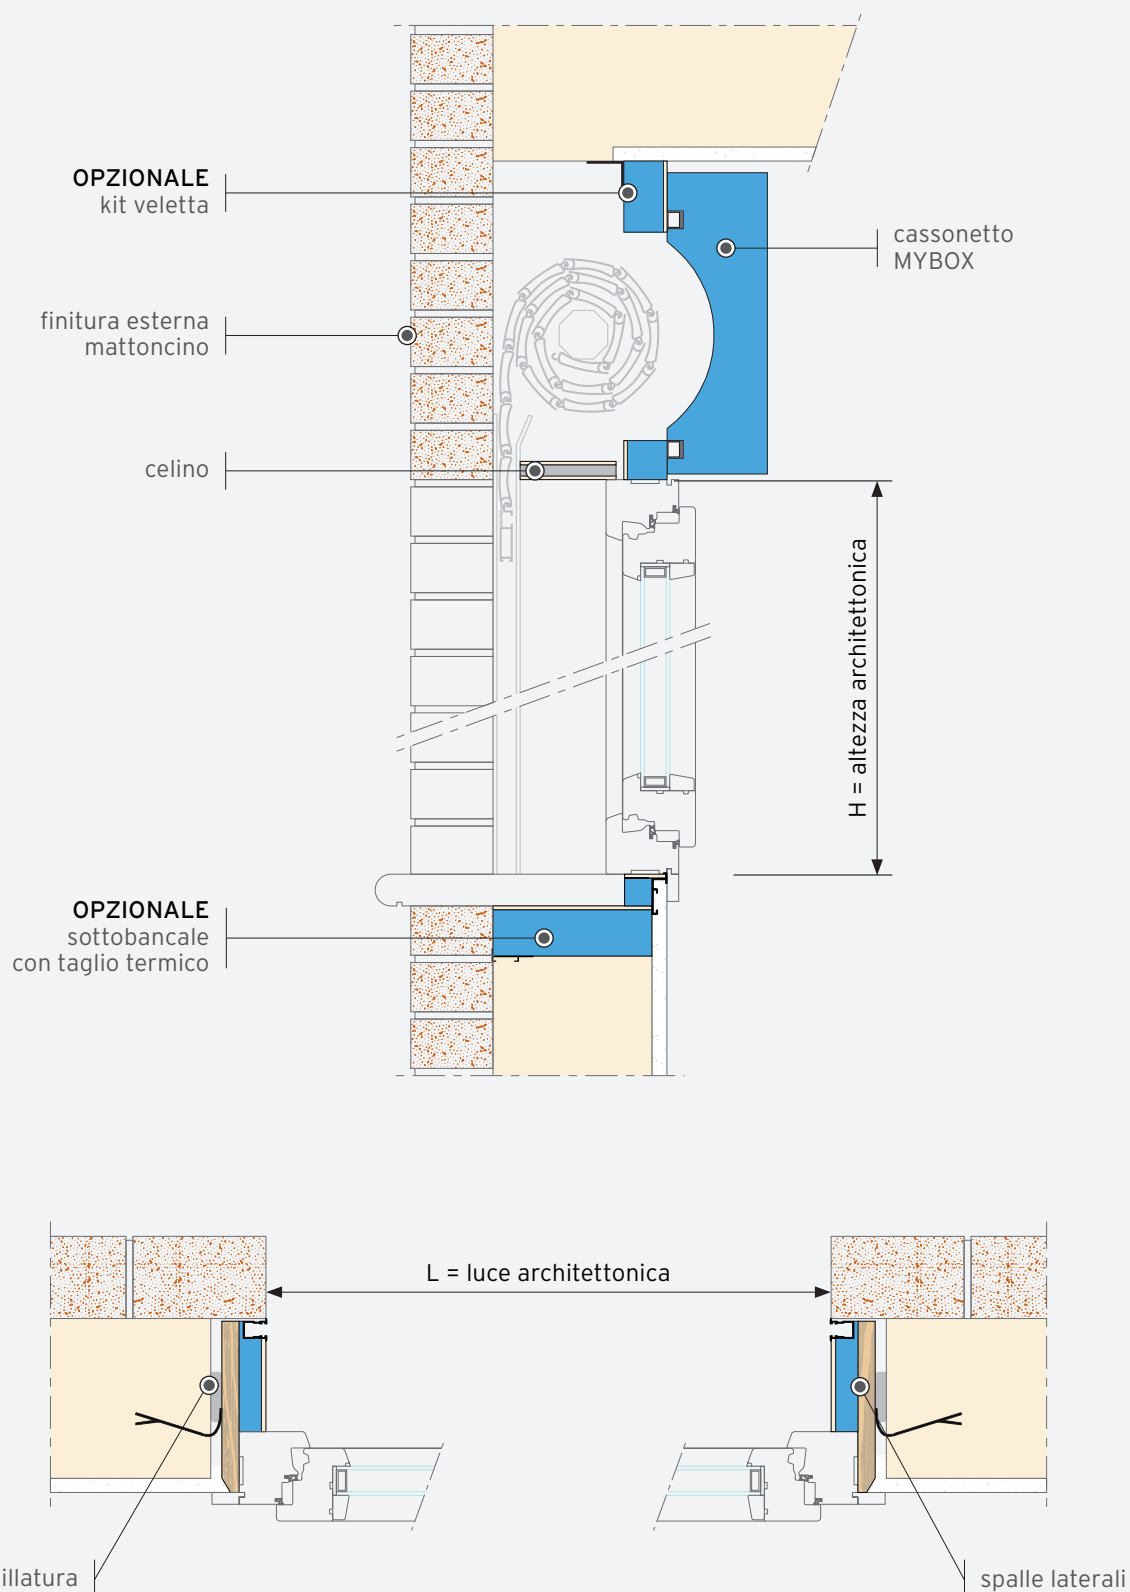 OPZIONALE
kit veletta
cassonetto
MYBOX
finitura esterna
mattoncino
celino
H = altezza architettonica
OPZIONALE
sottobancale
con taglio termico
L = luce architettonica
illatura
spalle laterali